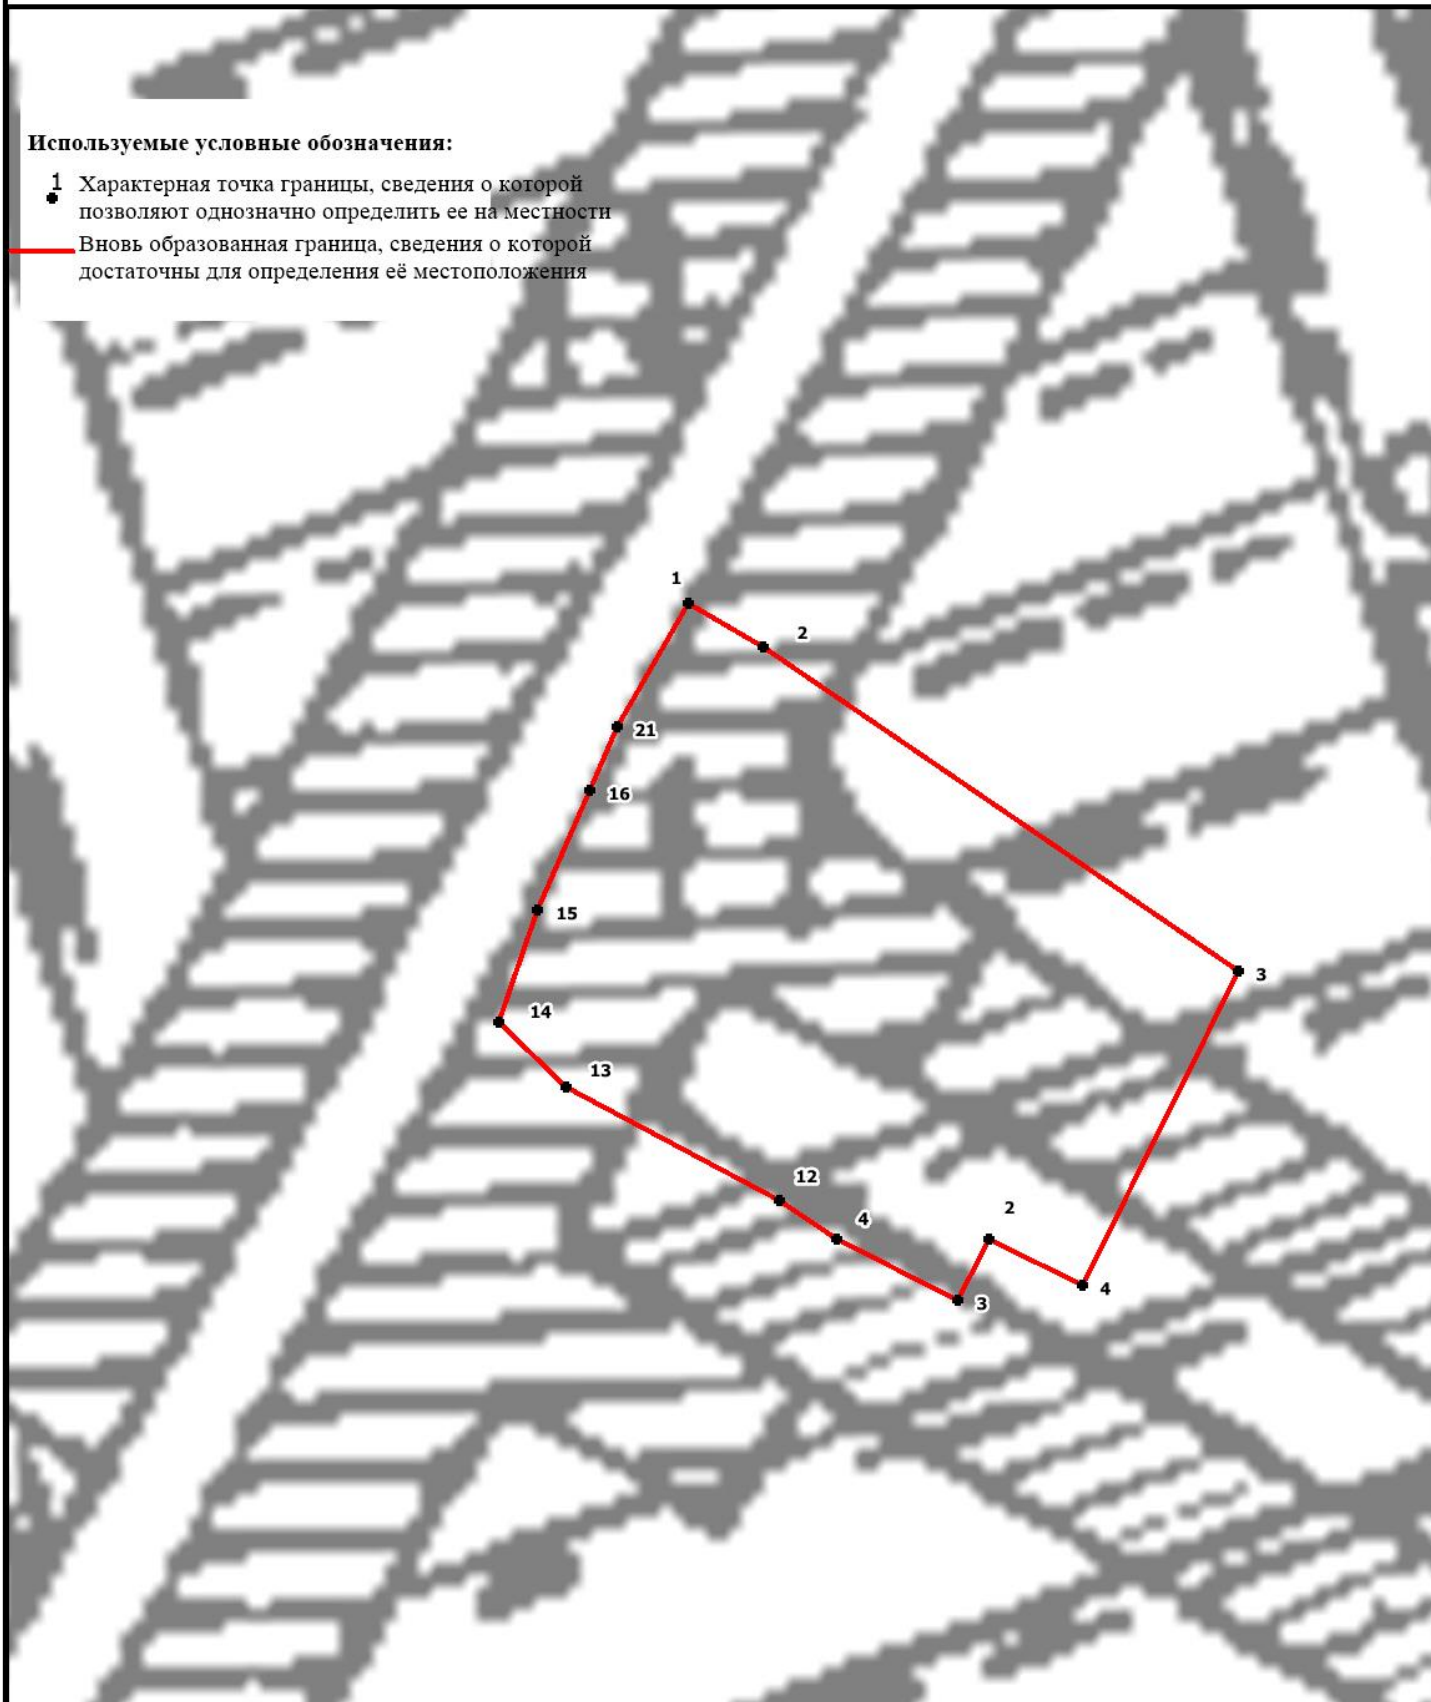 Используемые условные обозначения:
1 Характерная точка границы, сведения о которой
позволяют однозначно определить ее на местности
Вновь образованная граница, сведения о которой
достаточны для определения её местоположения
1
2
21
16
15
3
14
13
12
2
4
4
3